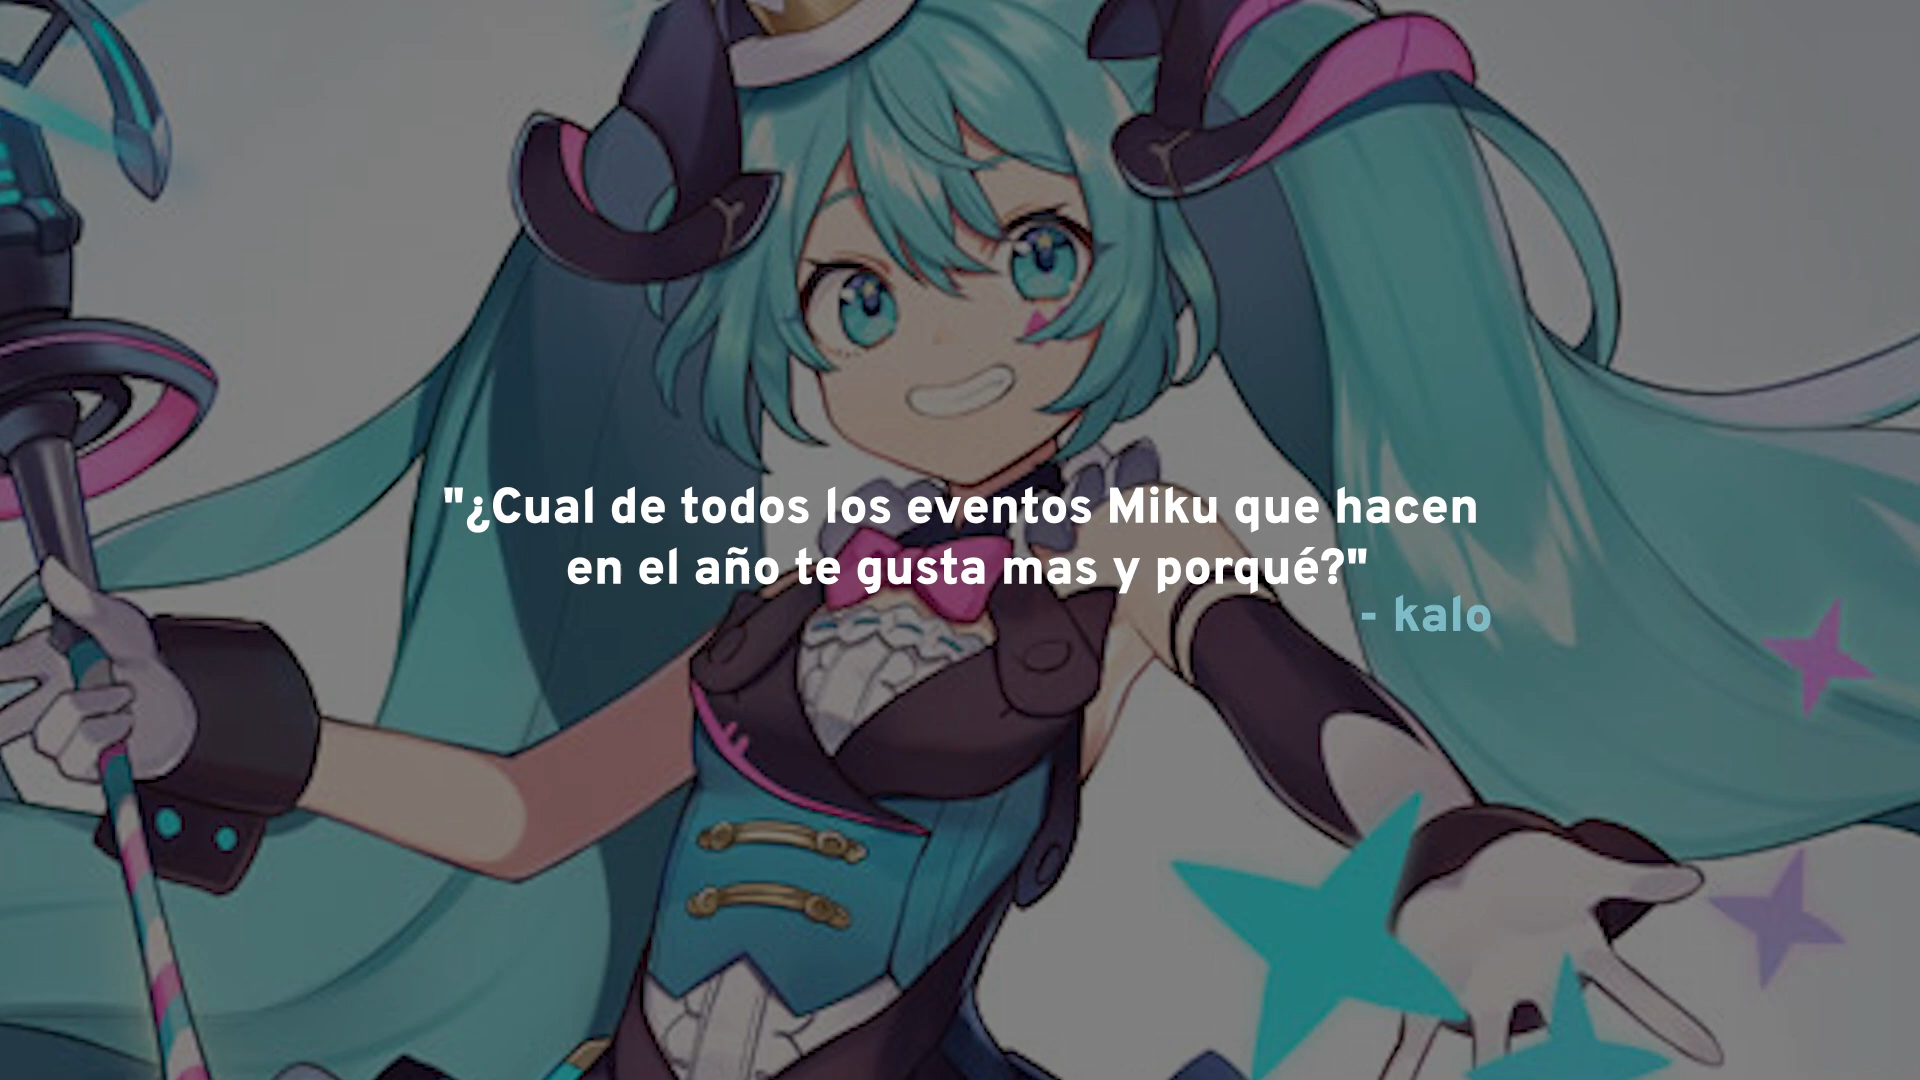 "¿Cual de todos los eventos Miku que hacen
en el año te gusta mas y porqué?"
- kalo